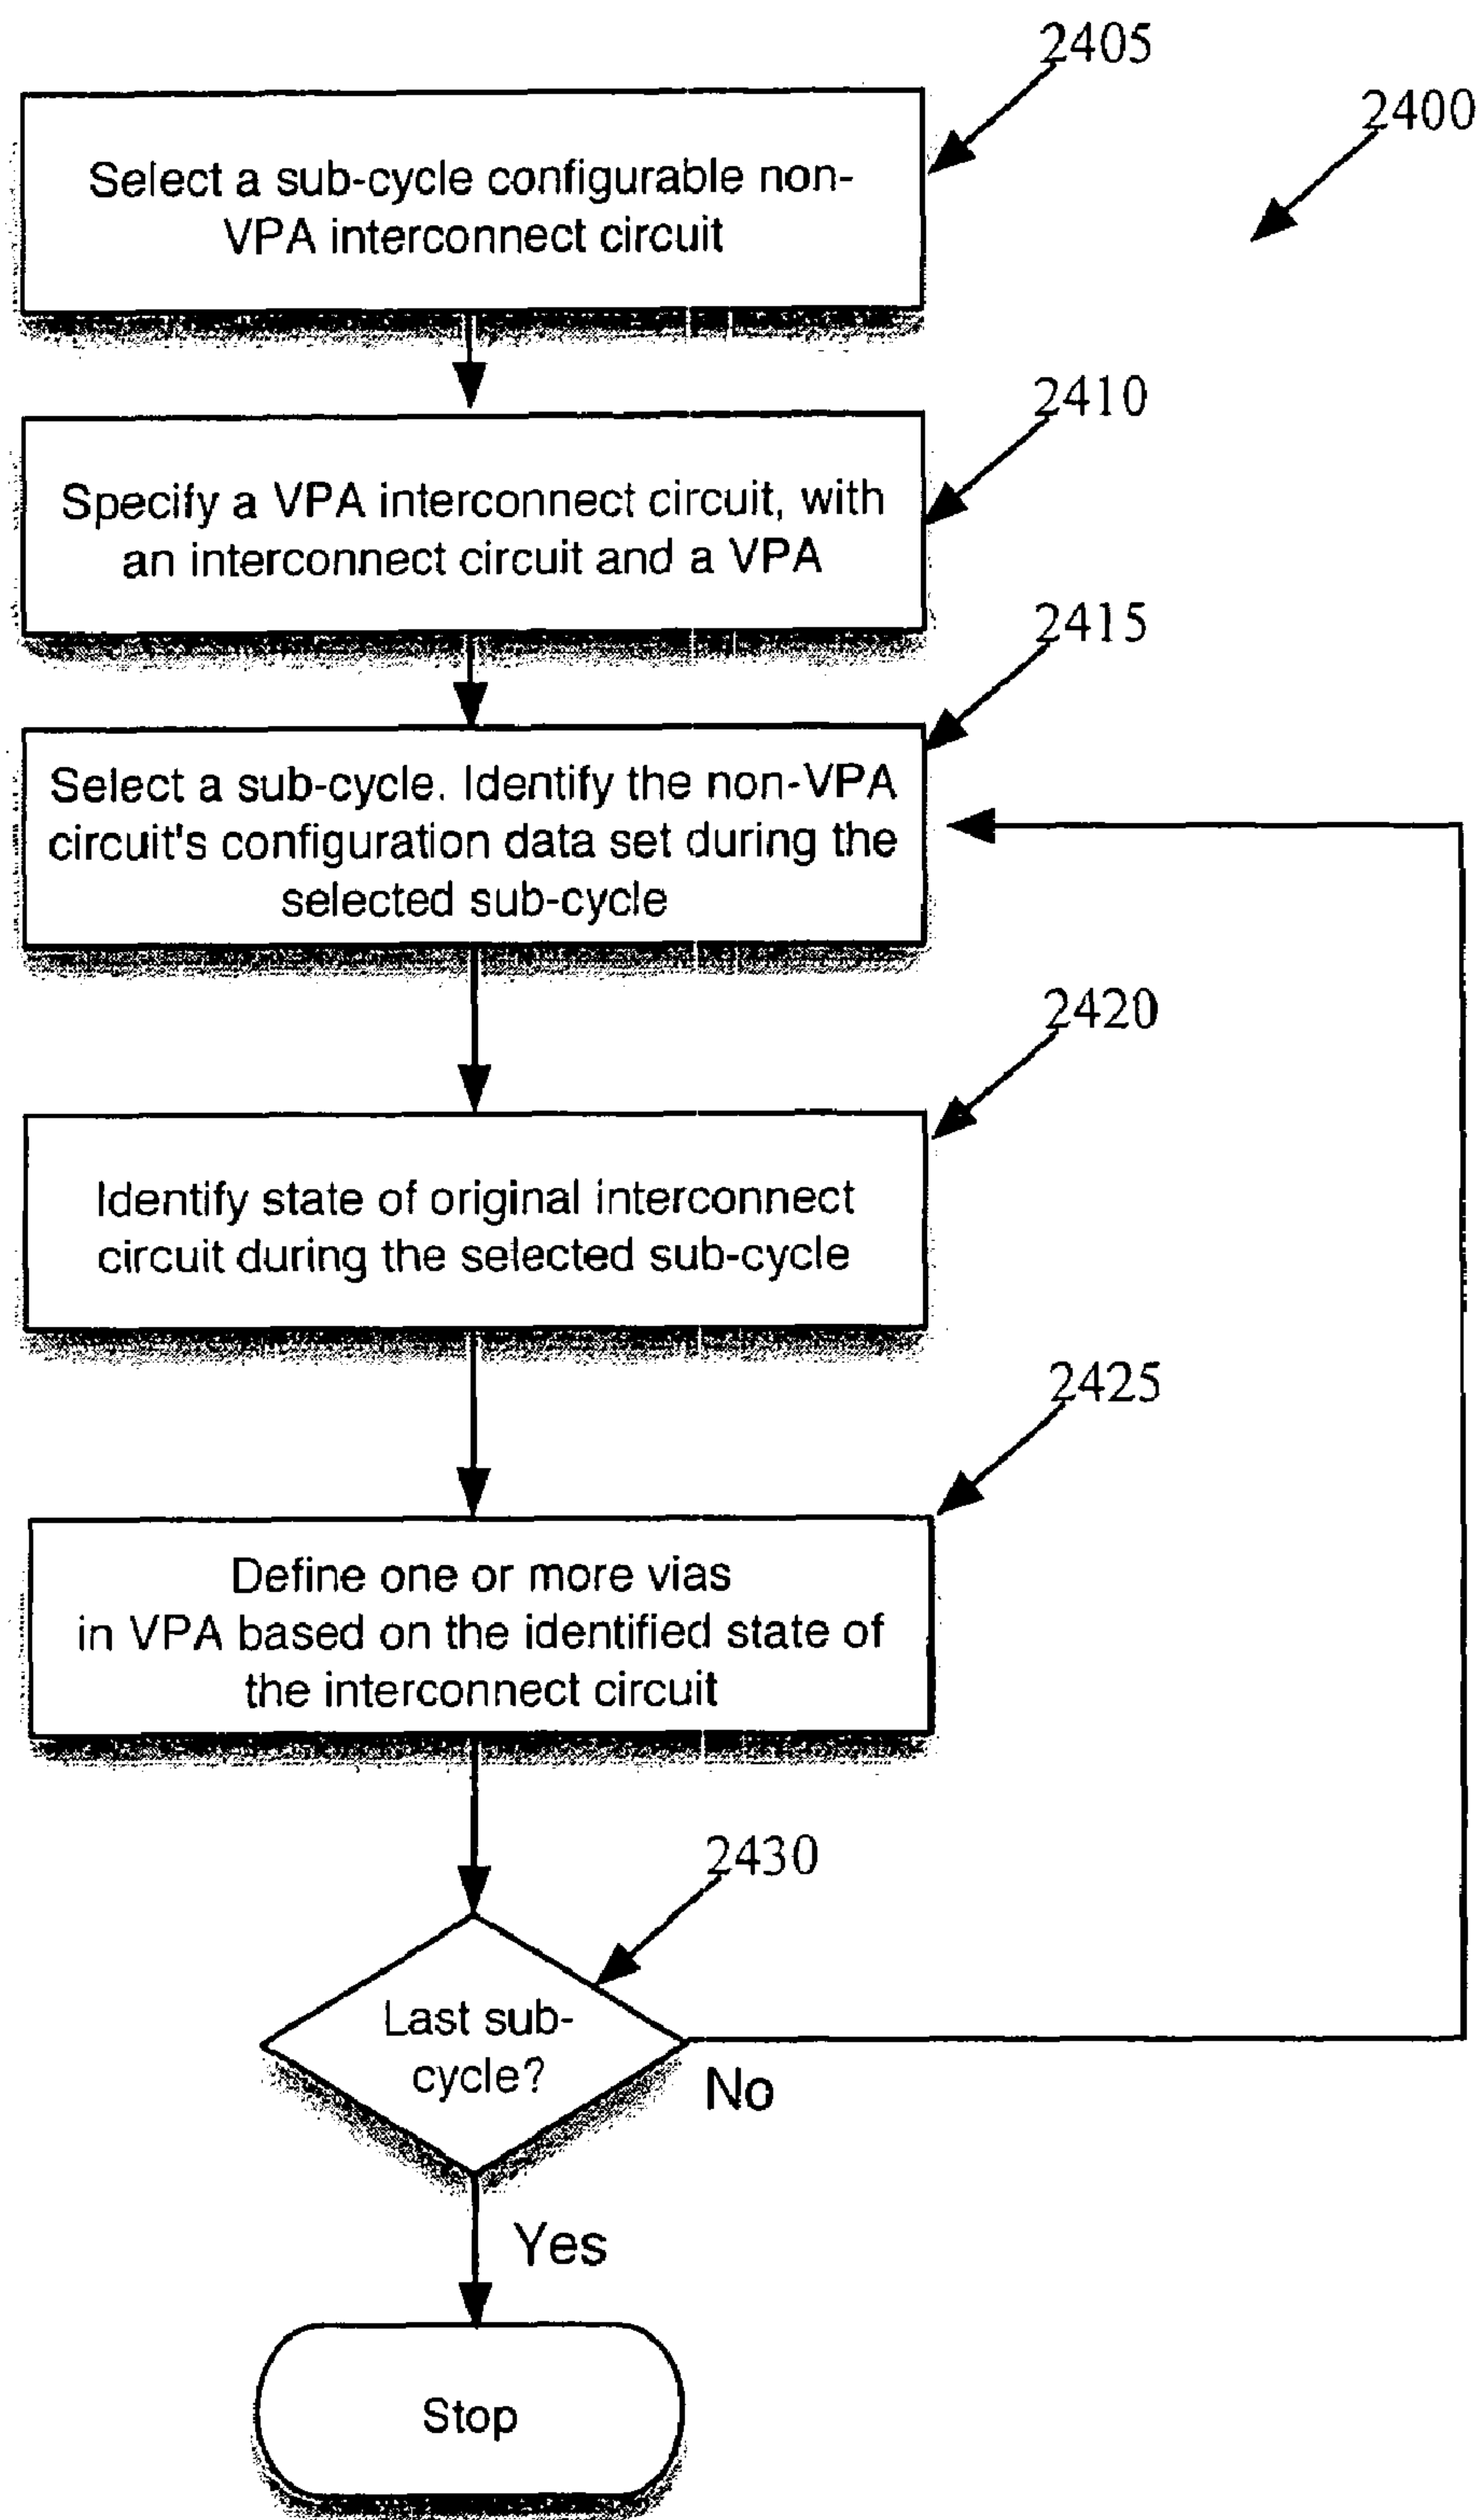 2405
2400
Select a sub-cycle configurable non-
VPA interconnect circuit
2410
Specify a VPA interconnect circuit, with
an interconnect circuit and a VPA
2415
Select a sub-cycle. Identify the non-VPA
circuit's configuration data set during the
selected sub-cycle
2420
Identify state of original interconnect
circuit during the selected sub-cycle
2425
Define one or more vias
in VPA based on the identified state of
the interconnect circuit
2430
Last sub-
cycle?
No
Yes
Stop